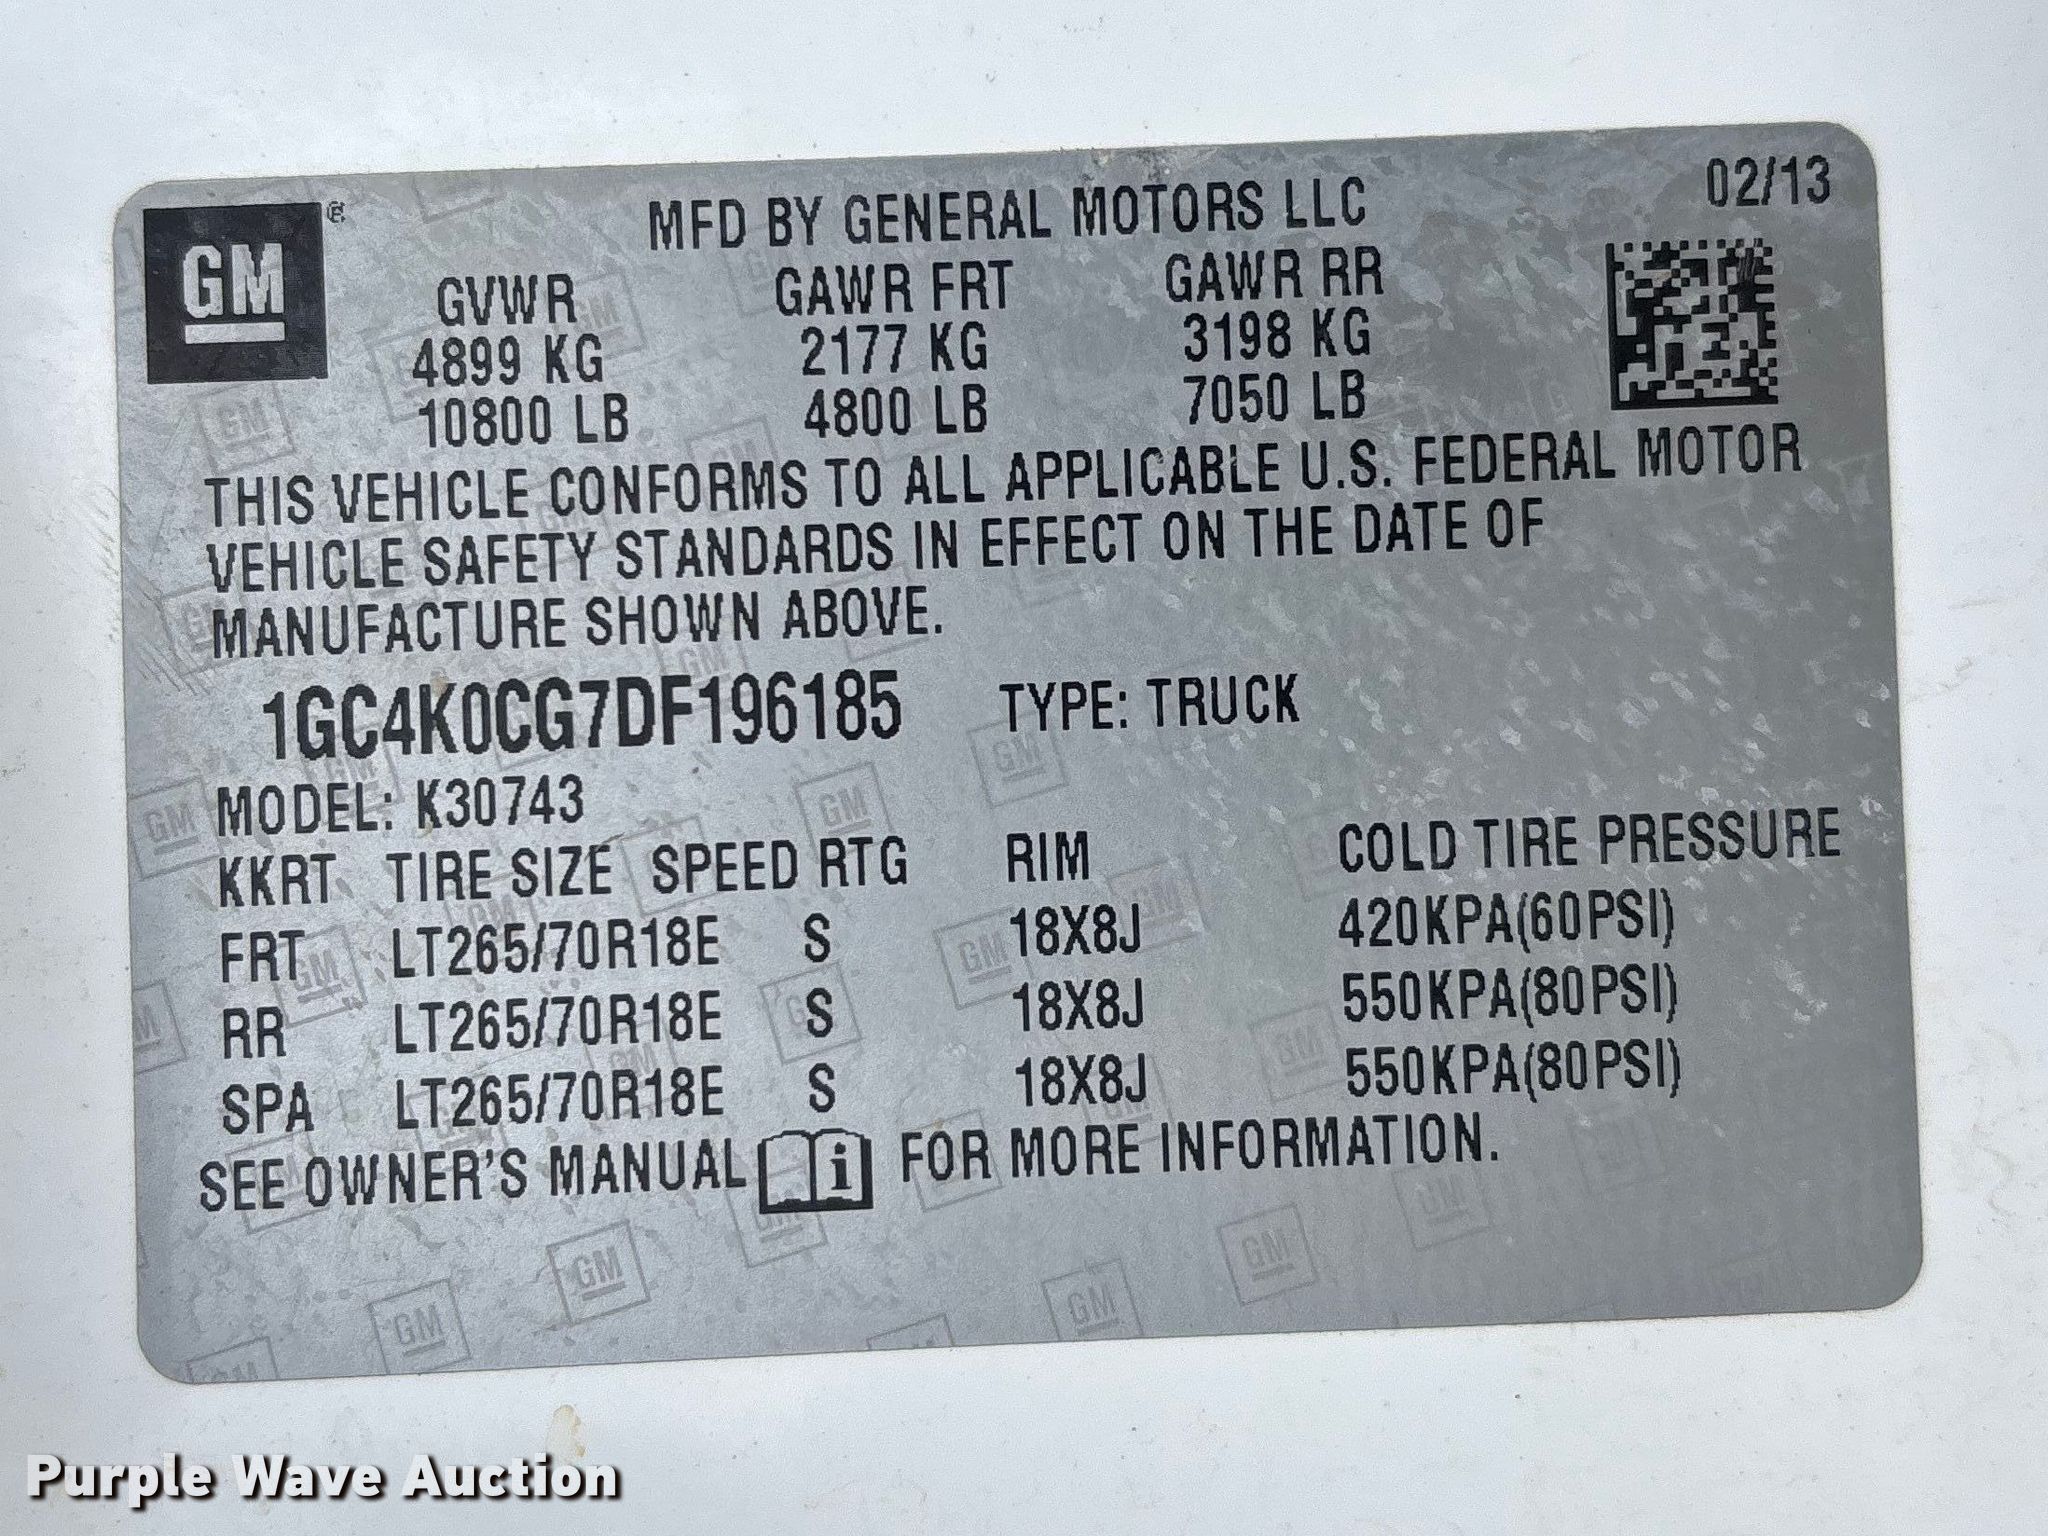 GM
MFD BY GENERAL MOTORS LLC 02/13
GVWR GAWR FRT GAWR RR
4899 KG 2177 KG 3198 KG
10800 LB 4800 LB 7050 LB
THIS VEHICLE CONFORMS TO ALL APPLICABLE U.S. FEDERAL MOTOR
VEHICLE SAFETY STANDARDS IN EFFECT ON THE DATE OF
MANUFACTURE SHOWN ABOVE.
1GC4K0CG7DF196185 TYPE: TRUCK
MODEL: K30743
KKRT TIRE SIZE SPEED RTG RIM COLD TIRE PRESSURE
FRT LT265/70R18E S 18X8J 420KPA(60PSI)
RR LT265/70R18E S 18X8J 550KPA(80PSI)
SPA LT265/70R18E S 18X8J 550KPA(80PSI)
SEE OWNER'S MANUAL i FOR MORE INFORMATION.
Purple Wave Auction